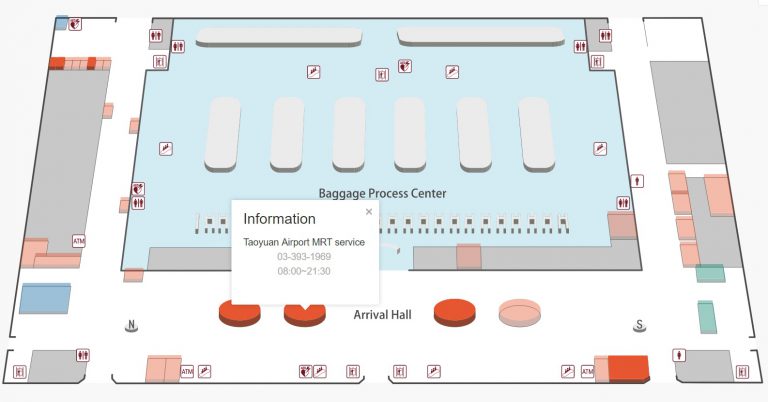 Baggage Process Center
Information
×
Taoyuan Airport MRT service
03-393-1969
08:00~21:30
Arrival Hall
N
S
ATM
ATM
ATM